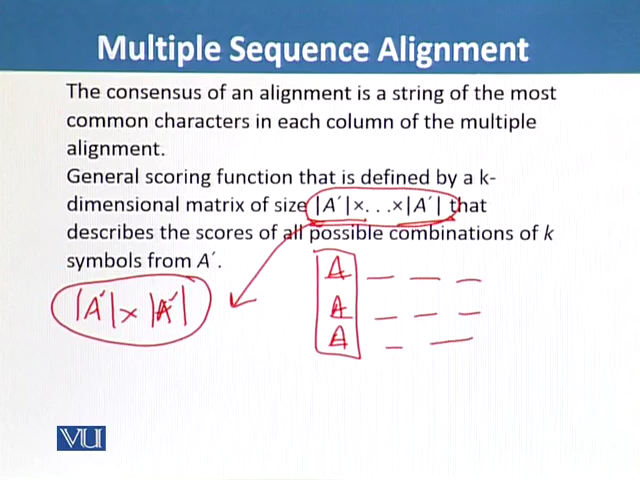 Multiple Sequence Alignment
The consensus of an alignment is a string of the most
common characters in each column of the multiple
alignment.
General scoring function that is defined by a k-
dimensional matrix of size |A′|×. . .×|A′| that
describes the scores of all possible combinations of k
symbols from A′.
|A′| × |A′|
A _ _ _
A _ _ _
A _ _
VU